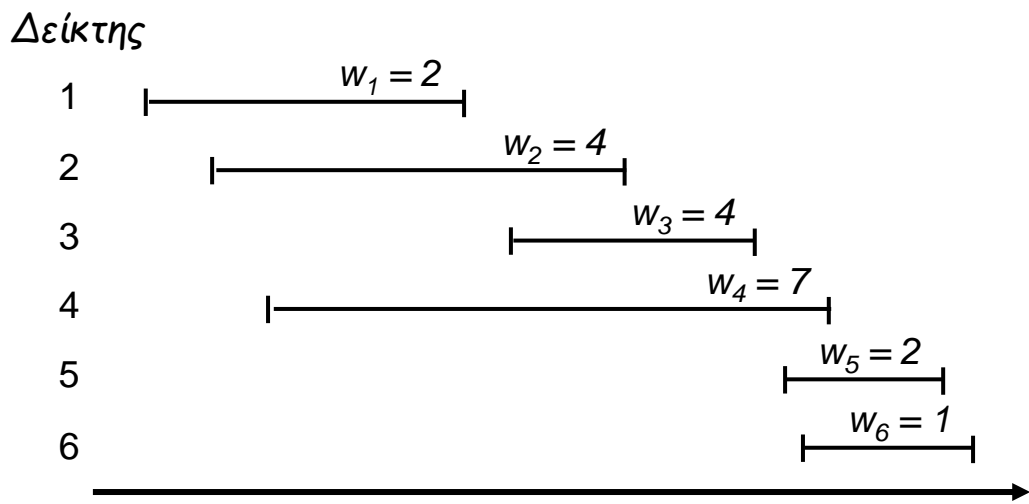 Δείκτης
1 w1 = 2
2 w2 = 4
3 w3 = 4
4 w4 = 7
5 w5 = 2
6 w6 = 1